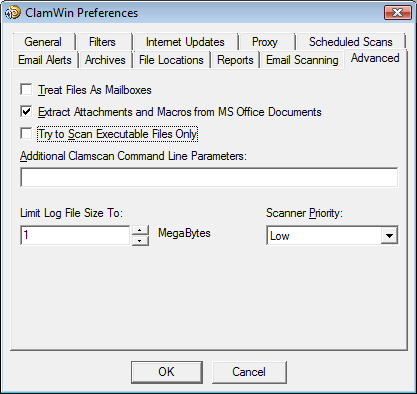 ClamWin Preferences
General Filters Internet Updates Proxy Scheduled Scans
Email Alerts Archives File Locations Reports Email Scanning Advanced
Treat Files As Mailboxes
Extract Attachments and Macros from MS Office Documents
Try to Scan Executable Files Only
Additional Clamscan Command Line Parameters:
Limit Log File Size To: Scanner Priority:
1 MegaBytes Low
OK Cancel